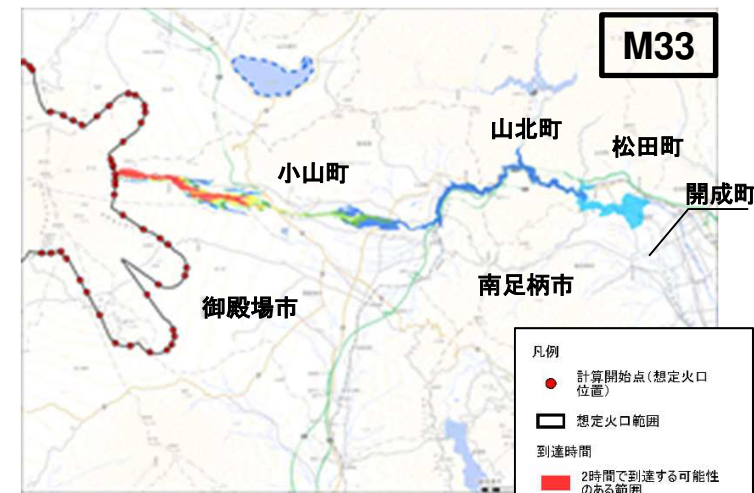 M33
山北町
松田町
小山町
開成町
南足柄市
御殿場市
凡例
計算開始点(想定火口
位置)
想定火口範囲
到達時間
2時間で到達する可能性
のある範囲